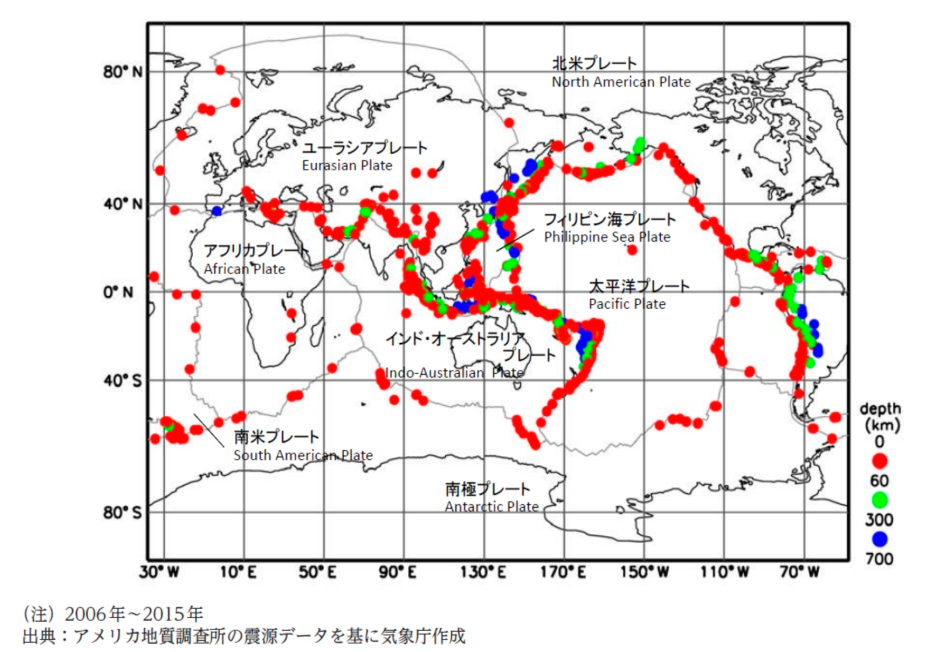 80° N
北米プレート
North American Plate
ユーラシアプレート
Eurasian Plate
40° N
フィリピン海プレート
Philippine Sea Plate
アフリカプレート
African Plate
0° N
太平洋プレート
Pacific Plate
インド・オーストラリア
プレート
Indo-Australian Plate
40° S
南米プレート
South American Plate
南極プレート
Antarctic Plate
80° S
depth
(km)
0
60
300
700
30° W 10° E 50° E 90° E 130° E 170° E 150° W 110° W 70° W
(注) 2006年~2015年
出典:アメリカ地質調査所の震源データを基に気象庁作成